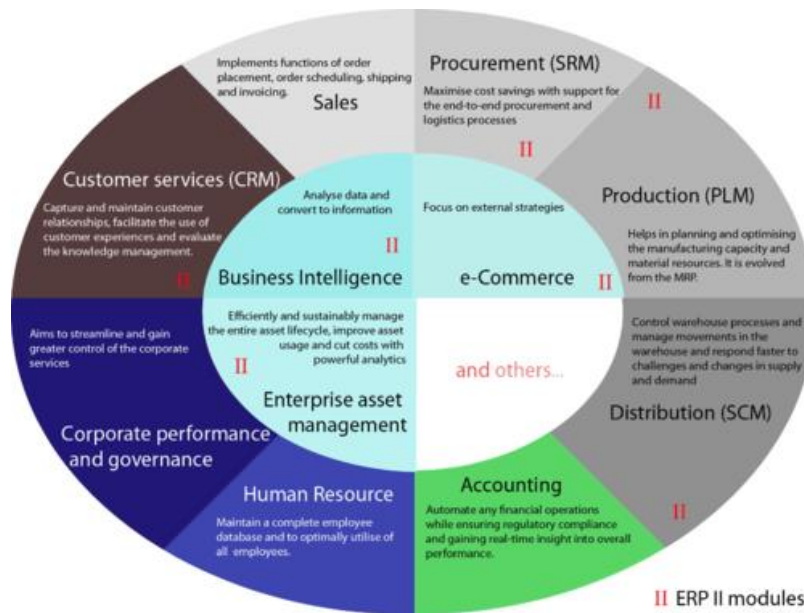 Implements functions of order
placement, order scheduling, shipping
and invoicing.
Sales
Procurement (SRM)
Maximise cost savings with support for
the end-to-end procurement and
logistics processes
II
II
Production (PLM)
Helps in planning and optimising
the manufacturing capacity and
material resources. It is evolved
from the MRP.
Customer services (CRM)
Capture and maintain customer
relationships, facilitate the use of
customer experiences and evaluate
the knowledge management.
II
Analyse data and
convert to information
II
Business Intelligence
Focus on external strategies
e-Commerce
II
Aims to streamline and gain
greater control of the corporate
services
Corporate performance
and governance
Efficiently and sustainably manage
the entire asset lifecycle, improve asset
usage and cut costs with
powerful analytics
II
Enterprise asset
management
and others...
Control warehouse processes and
manage movements in the
warehouse and respond faster to
challenges and changes in supply
and demand
Distribution (SCM)
II
Human Resource
Maintain a complete employee
database and to optimally utilise of
all employees.
Accounting
Automate any financial operations
while ensuring regulatory compliance
and gaining real-time insight into overall
performance.
II ERP II modules